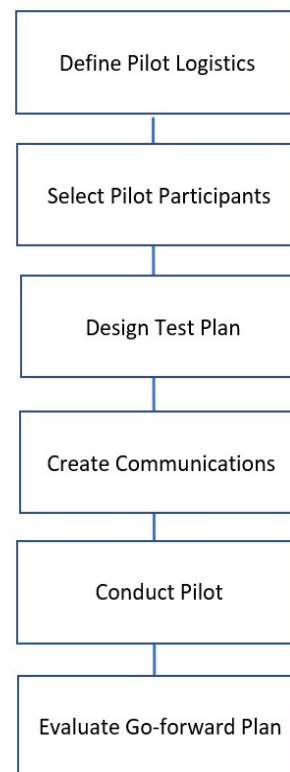 Define Pilot Logistics
Select Pilot Participants
Design Test Plan
Create Communications
Conduct Pilot
Evaluate Go-forward Plan